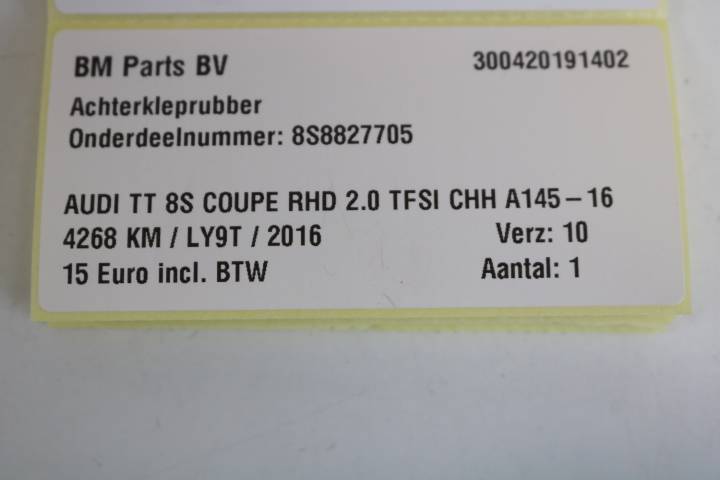 BM Parts BV 300420191402
Achterkleprubber
Onderdeelnummer: 8S8827705
AUDI TT 8S COUPE RHD 2.0 TFSI CHH A145-16
4268 KM / LY9T / 2016 Verz: 10
15 Euro incl. BTW Aantal: 1